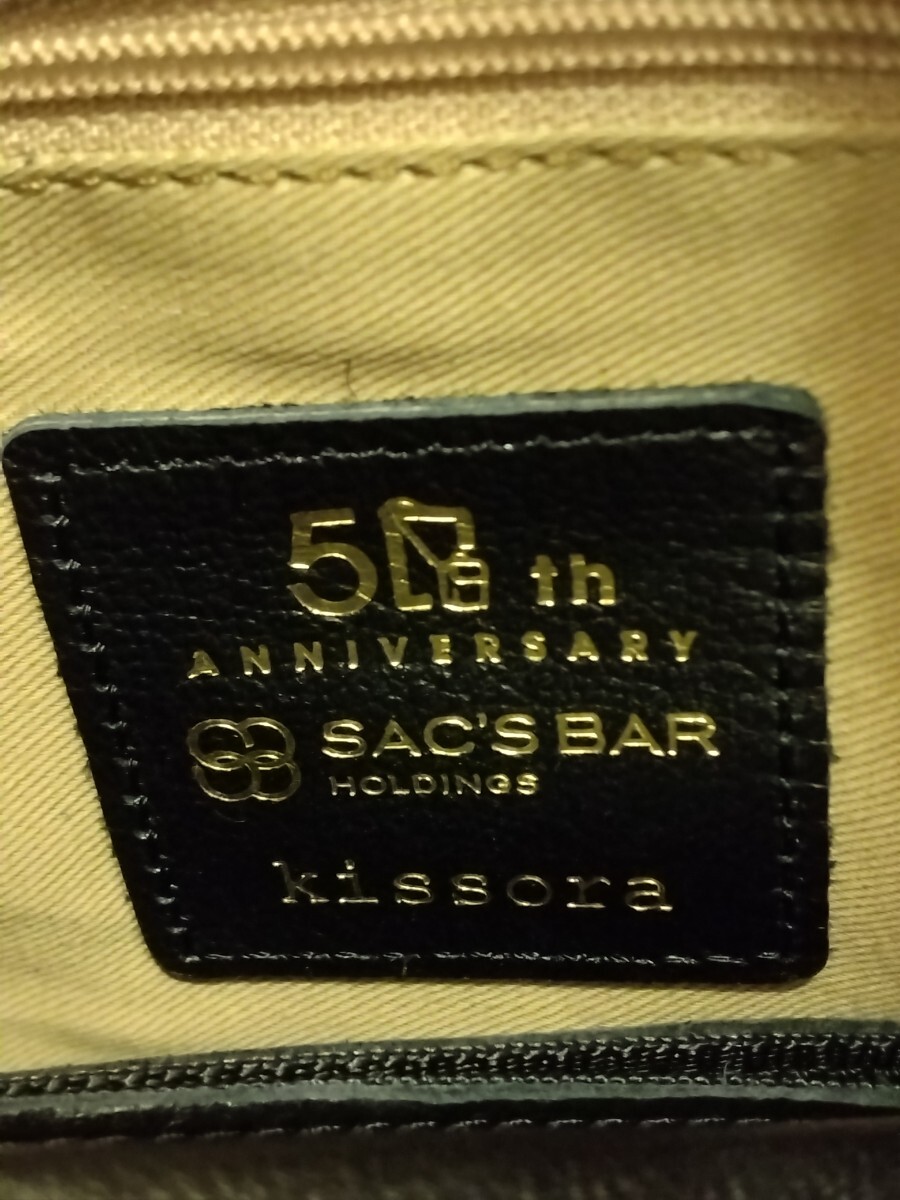 50th
ANNIVERSARY
SAC'S BAR
HOLDINGS
kissora